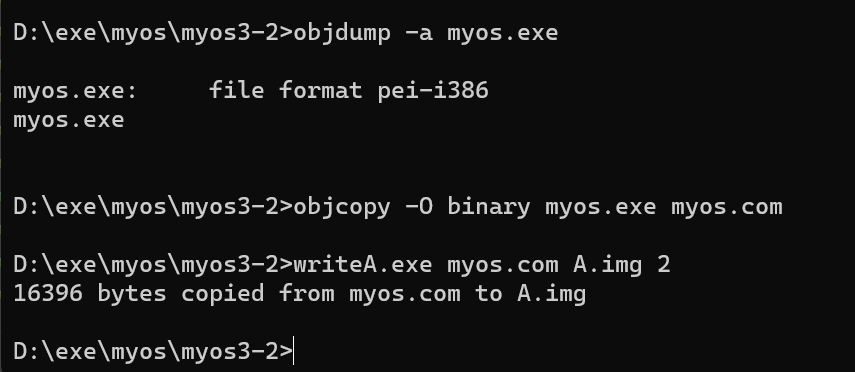 D:\exe\myos\myos3-2>objdump -a myos.exe
myos.exe:     file format pei-i386
myos.exe
D:\exe\myos\myos3-2>objcopy -O binary myos.exe myos.com
D:\exe\myos\myos3-2>writeA.exe myos.com A.img 2
16396 bytes copied from myos.com to A.img
D:\exe\myos\myos3-2>